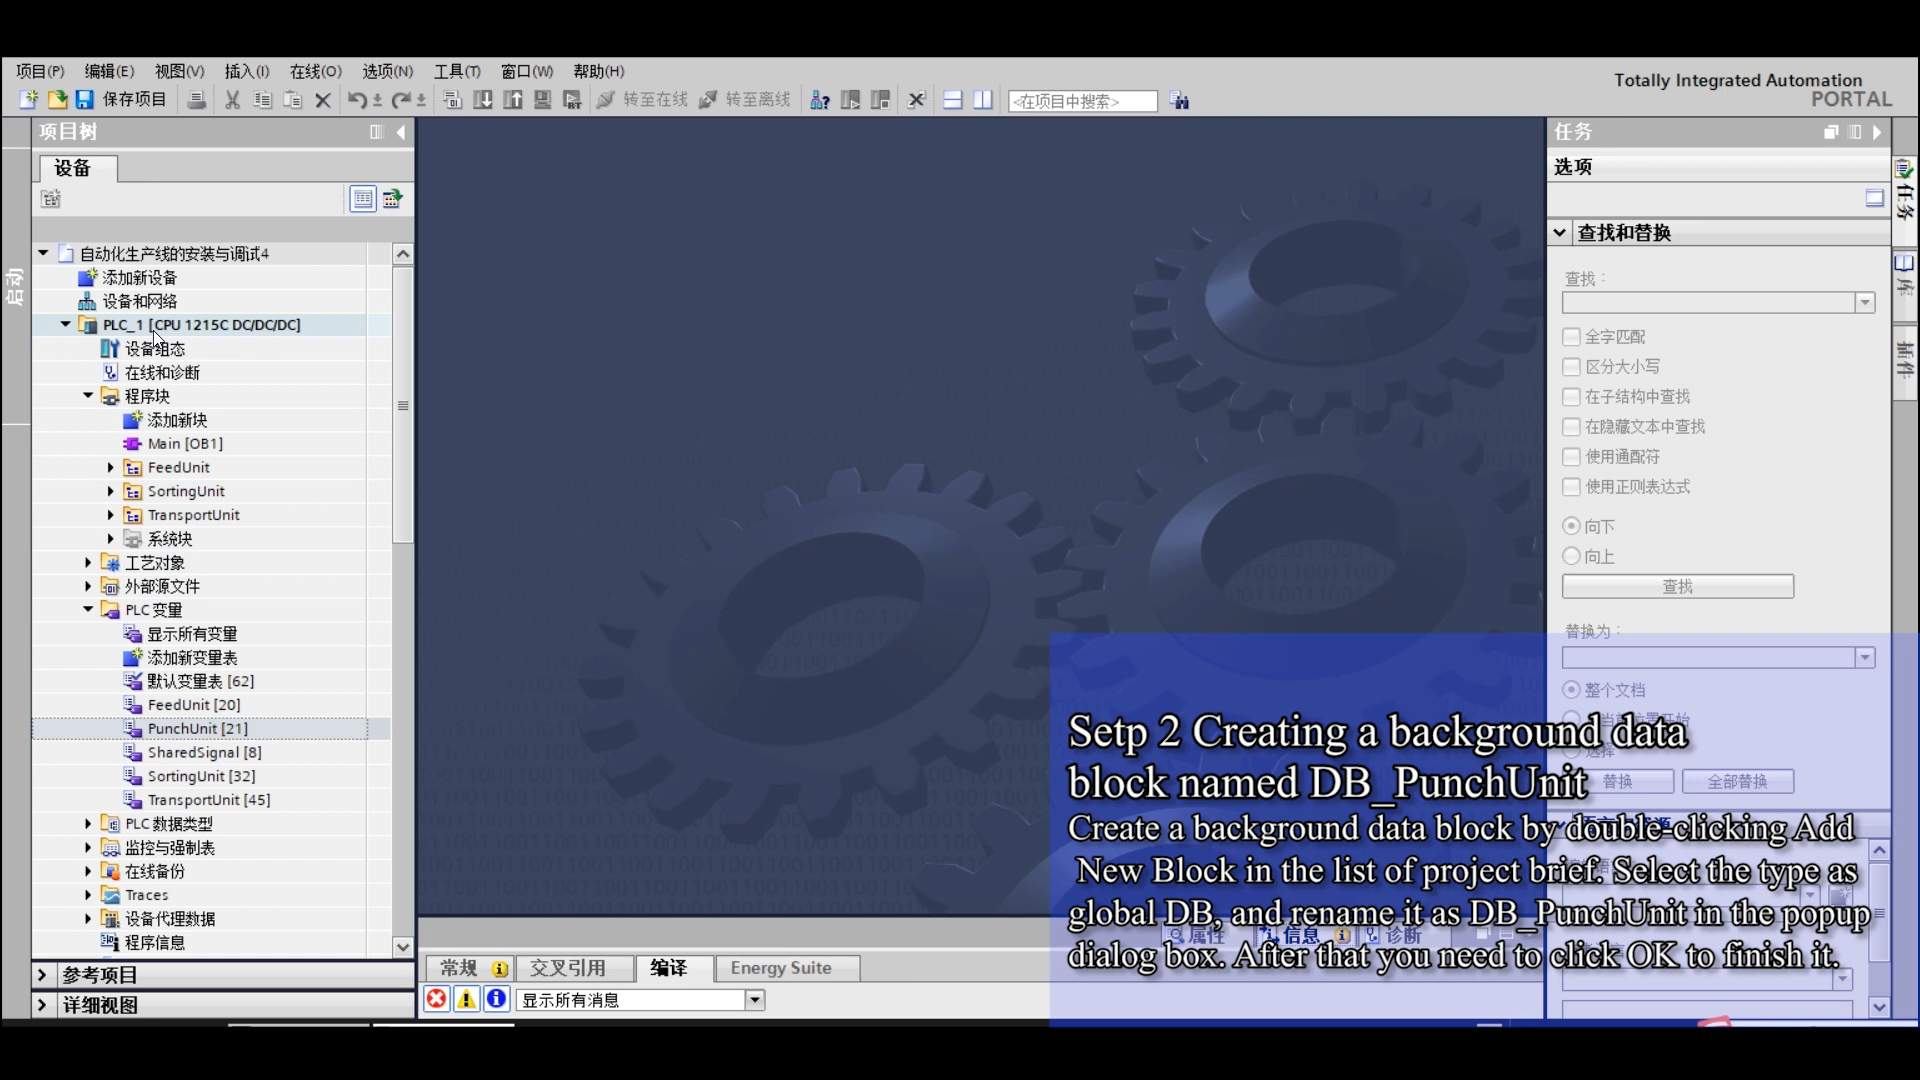 项目(P) 编辑(E) 视图(V) 插入(I) 在线(O) 选项(N) 工具(T) 窗口(W) 帮助(H)
Totally Integrated Automation
PORTAL
保存项目 转至在线 转至离线 <在项目中搜索>
项目树
设备
启动
自动化生产线的安装与调试4
添加新设备
设备和网络
PLC_1 [CPU 1215C DC/DC/DC]
设备组态
在线和诊断
程序块
添加新块
Main [OB1]
FeedUnit
SortingUnit
TransportUnit
系统块
工艺对象
外部源文件
PLC 变量
显示所有变量
添加新变量表
默认变量表 [62]
FeedUnit [20]
PunchUnit [21]
SharedSignal [8]
SortingUnit [32]
TransportUnit [45]
PLC 数据类型
监控与强制表
在线备份
Traces
设备代理数据
程序信息
参考项目
详细视图
属性 信息 诊断
常规 交叉引用 编译 Energy Suite
显示所有消息
任务
选项
查找和替换
查找：
全字匹配
区分大小写
在子结构中查找
在隐藏文本中查找
使用通配符
使用正则表达式
向下
向上
查找
替换为：
整个文档
选择
替换 全部替换
任务
库
插件
Setp 2 Creating a background data
block named DB_PunchUnit
Create a background data block by double-clicking Add
New Block in the list of project brief. Select the type as
global DB, and rename it as DB_PunchUnit in the popup
dialog box. After that you need to click OK to finish it.